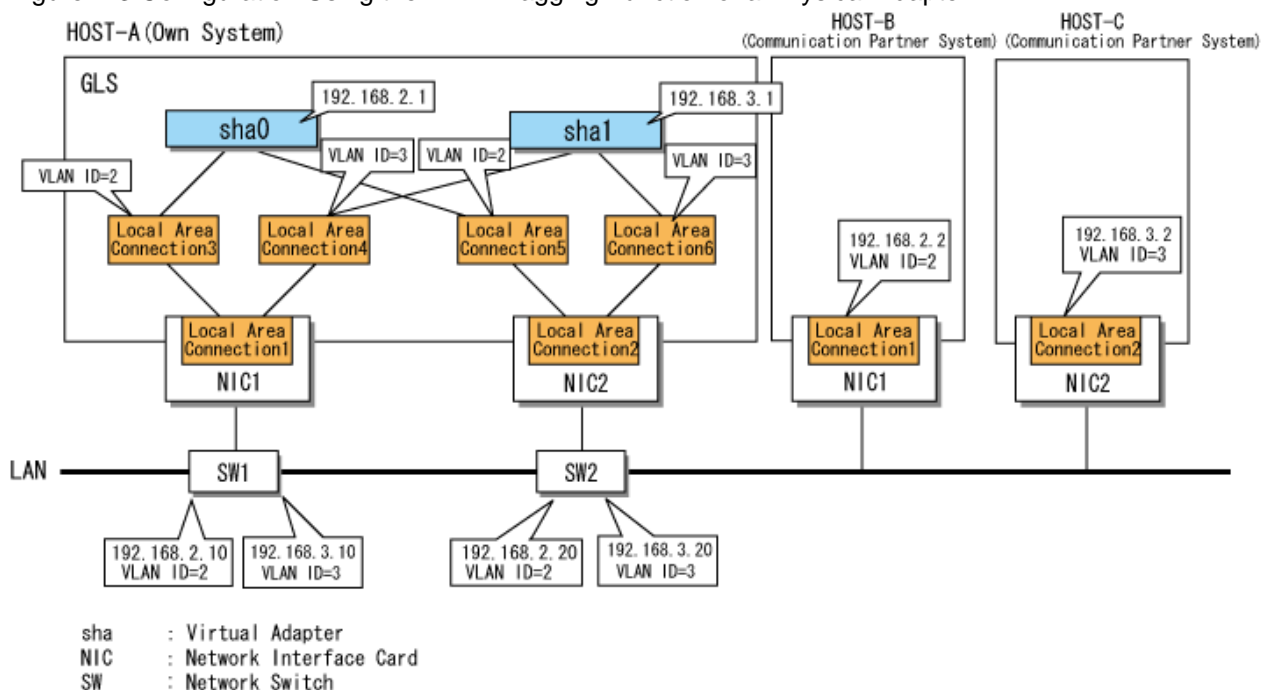 HOST-A(Own System)
HOST-B
(Communication Partner System)
HOST-C
(Communication Partner System)
GLS
192.168.2.1
192.168.3.1
sha0
sha1
VLAN ID=2
VLAN ID=3
VLAN ID=2
VLAN ID=3
Local Area
Connection3
Local Area
Connection4
Local Area
Connection5
Local Area
Connection6
192.168.2.2
VLAN ID=2
192.168.3.2
VLAN ID=3
Local Area
Connection1
NIC1
Local Area
Connection2
NIC2
Local Area
Connection1
NIC1
Local Area
Connection2
NIC2
LAN
SW1
SW2
192.168.2.10
VLAN ID=2
192.168.3.10
VLAN ID=3
192.168.2.20
VLAN ID=2
192.168.3.20
VLAN ID=3
sha : Virtual Adapter
NIC : Network Interface Card
SW : Network Switch